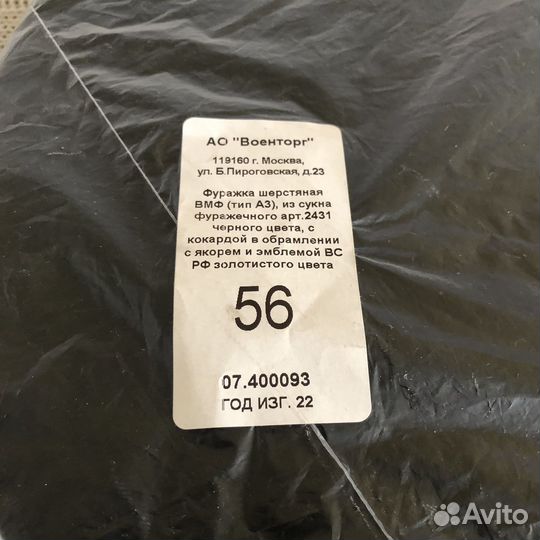 АО "Военторг"
119160 г. Москва,
ул. Б.Пироговская, д.23
Фуражка шерстяная
ВМФ (тип А3), из сукна
фуражечного арт.2431
черного цвета, с
кокардой в обрамлении
с якорем и эмблемой ВС
РФ золотистого цвета
56
07.400093
ГОД ИЗГ. 22
Avito